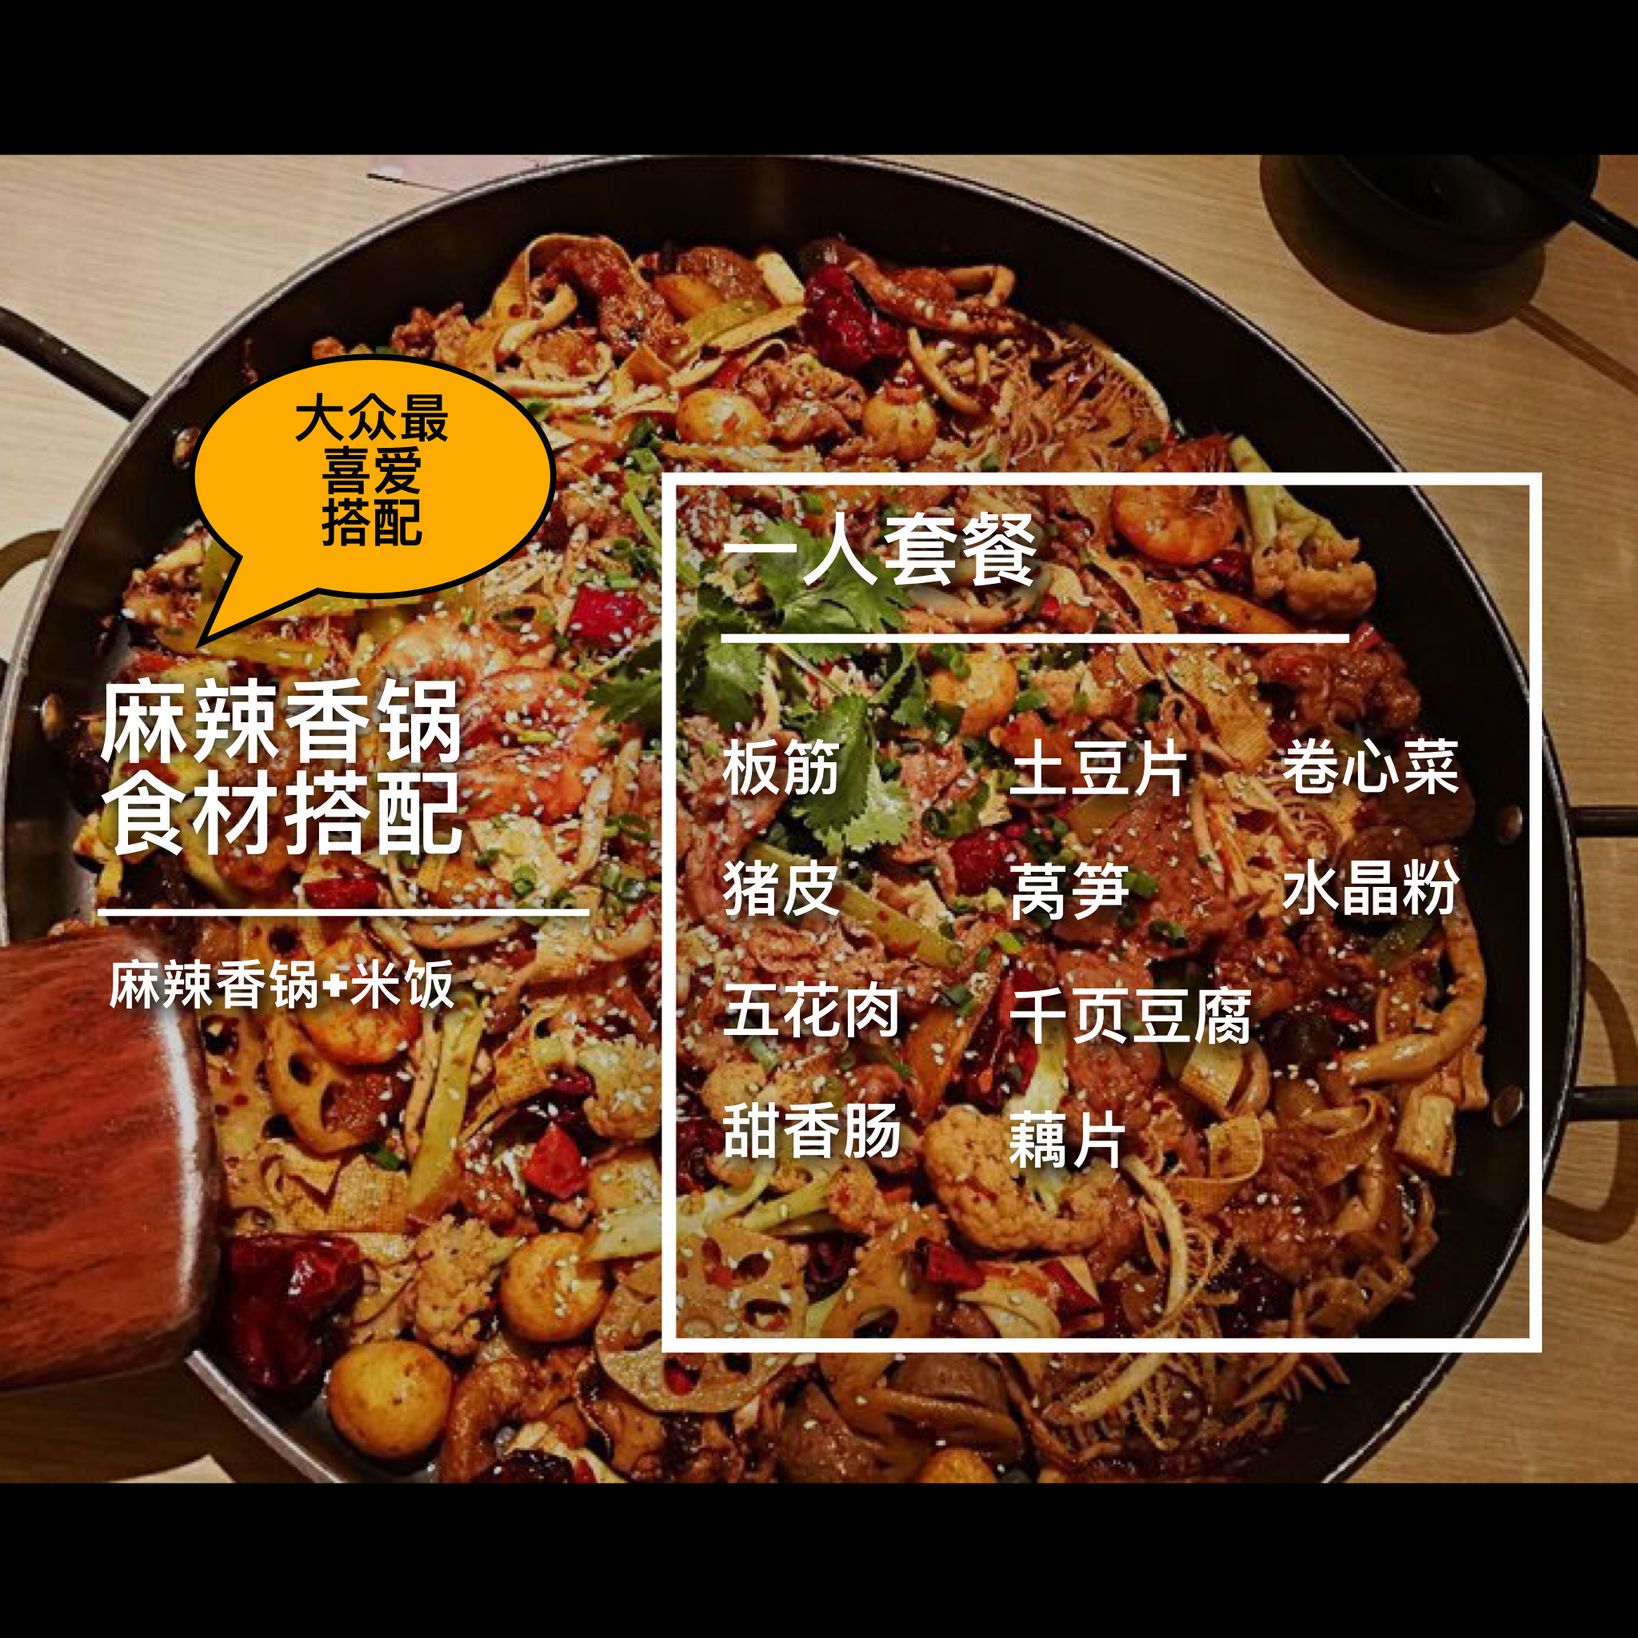 大众最
喜爱
搭配
麻辣香锅
食材搭配
麻辣香锅+米饭
一人套餐
板筋
猪皮
五花肉
甜香肠
土豆片
莴笋
千页豆腐
藕片
卷心菜
水晶粉